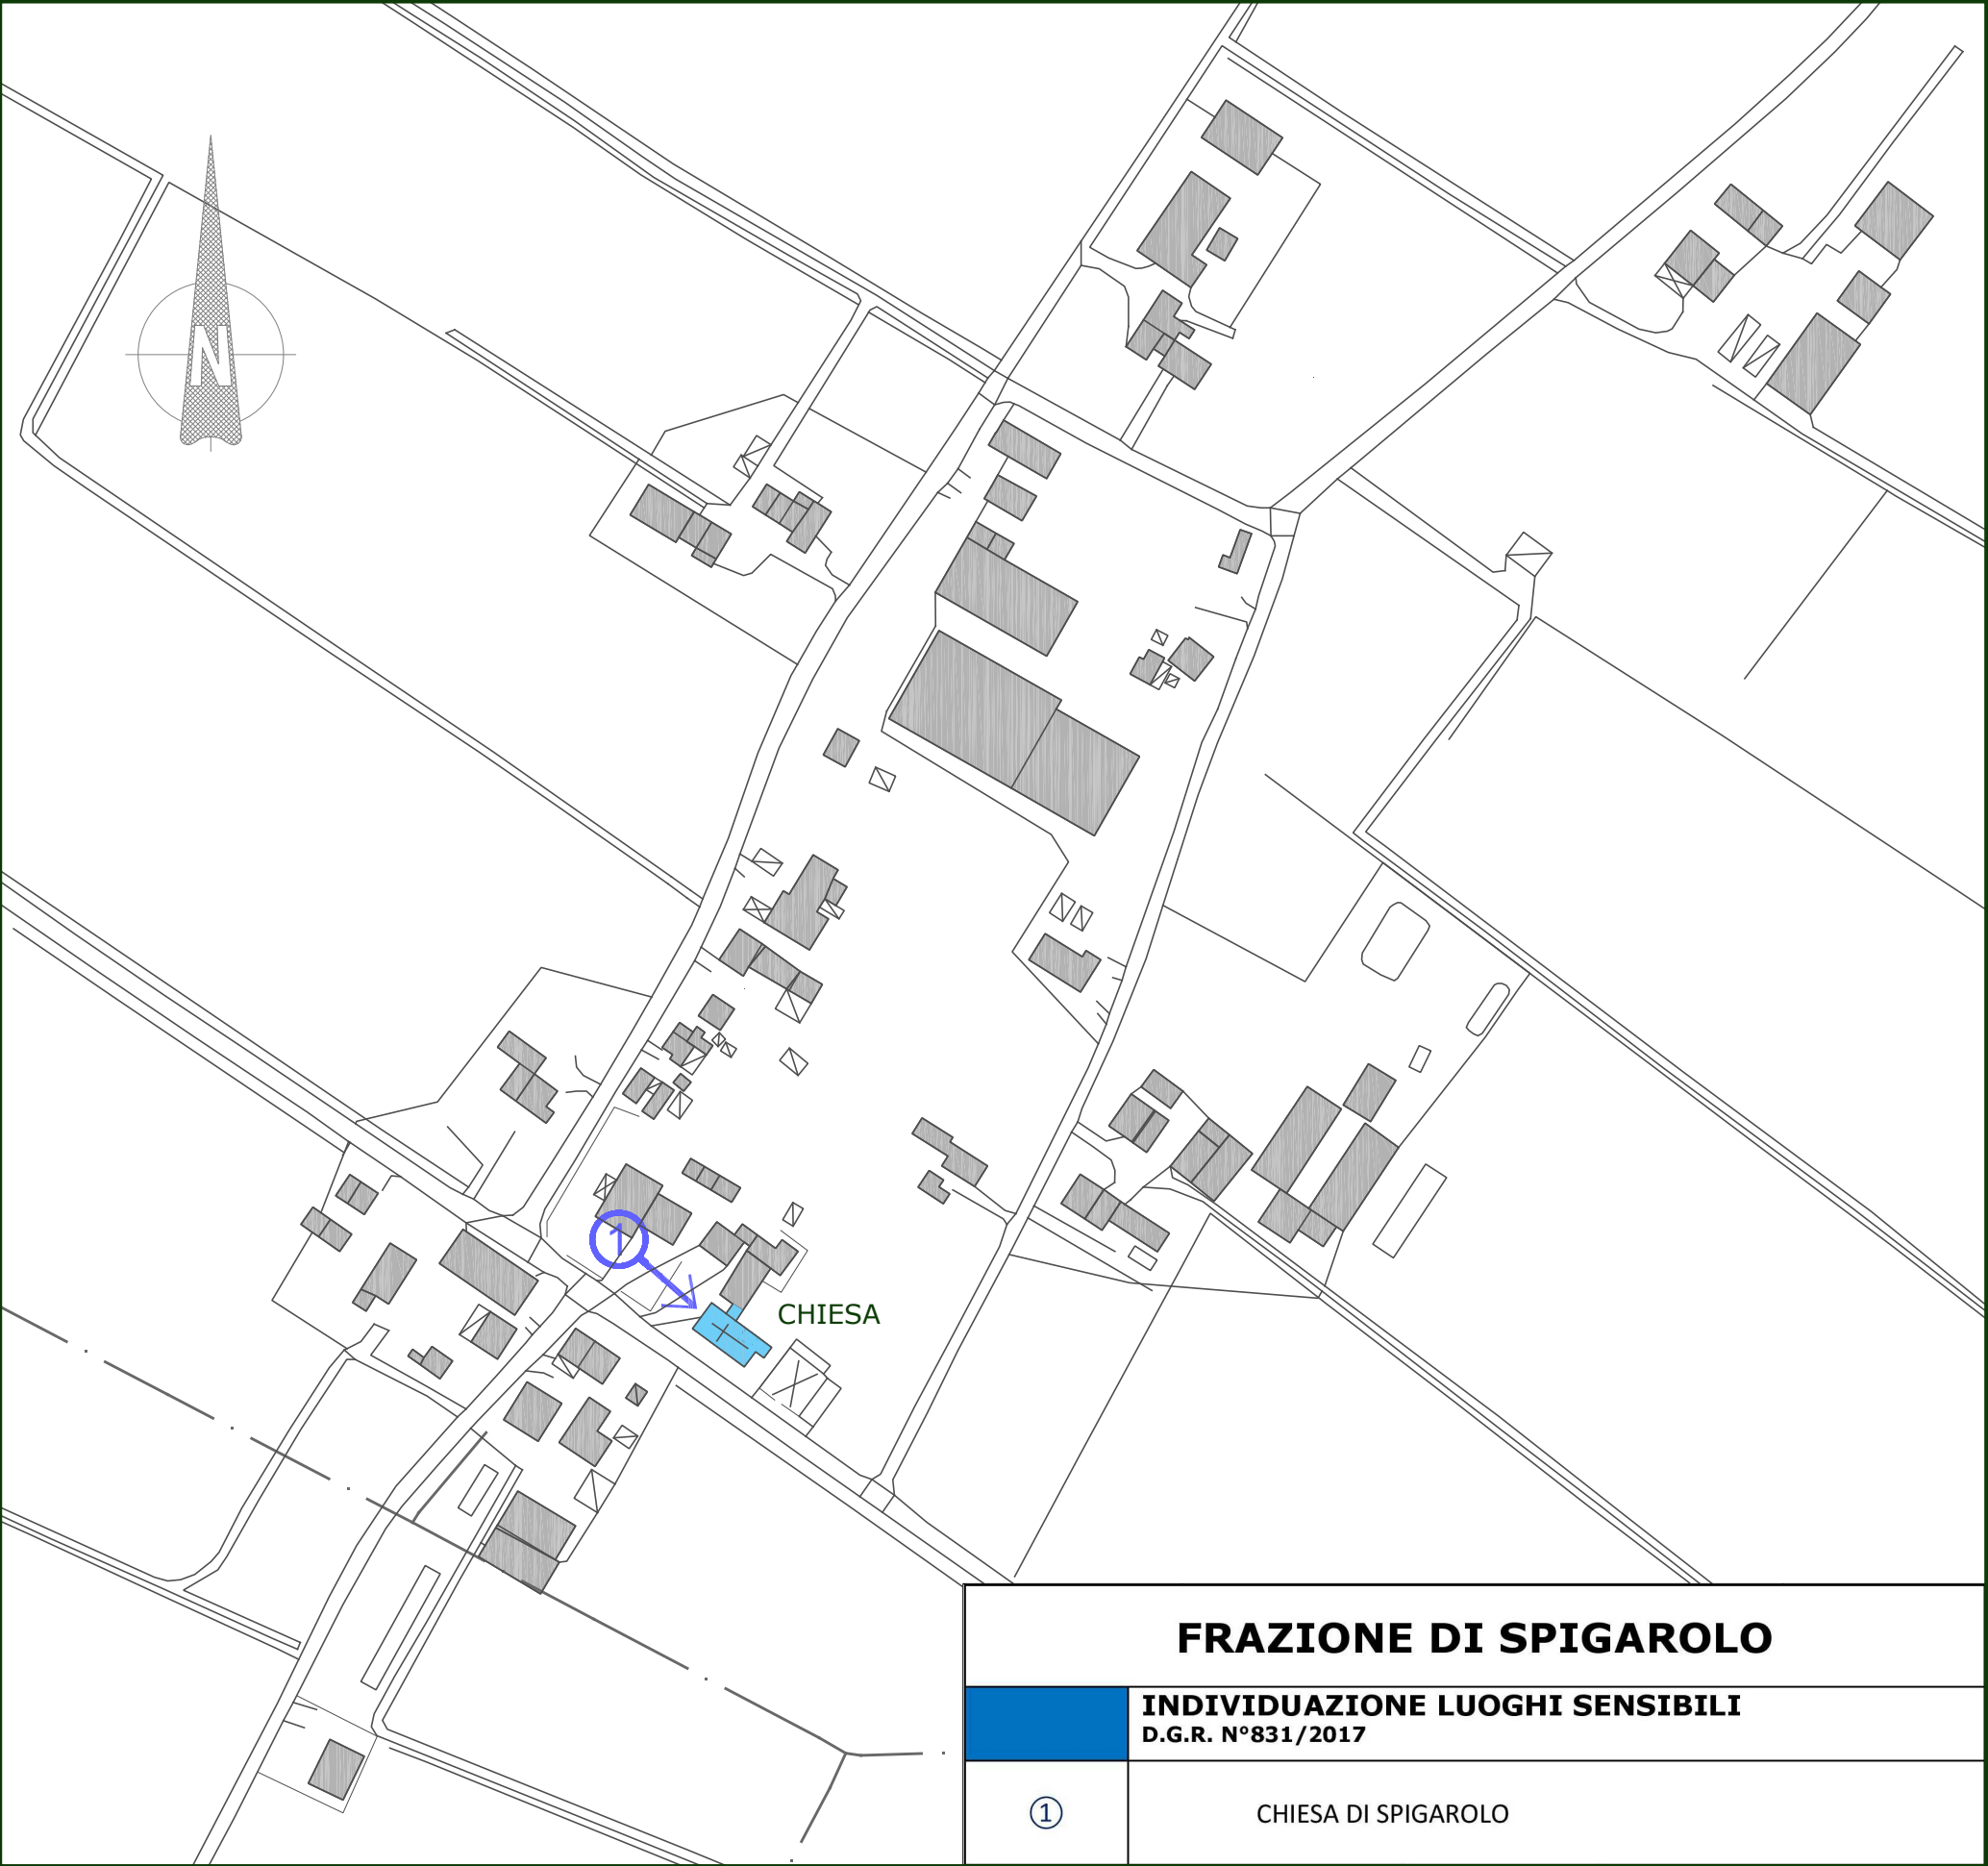 N
1
CHIESA
FRAZIONE DI SPIGAROLO
INDIVIDUAZIONE LUOGHI SENSIBILI
D.G.R. N°831/2017
① CHIESA DI SPIGAROLO